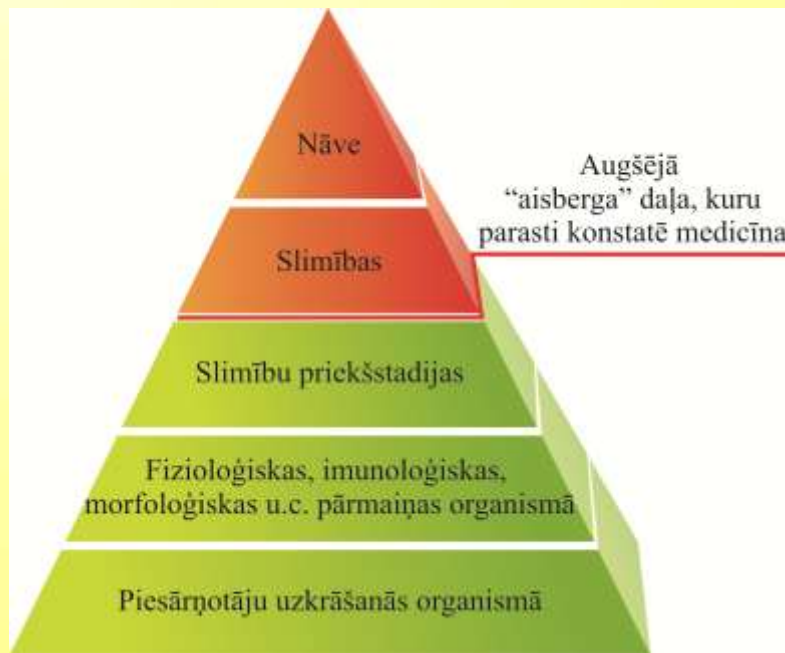 Nāve
Augšējā
“aisberga” daļa, kuru
parasti konstatē medicīna
Slimības
Slimību priekšstadijas
Fizioloģiskas, imunoloģiskas,
morfoloģiskas u.c. pārmaiņas organismā
Piesārņotāju uzkrāšanās organismā